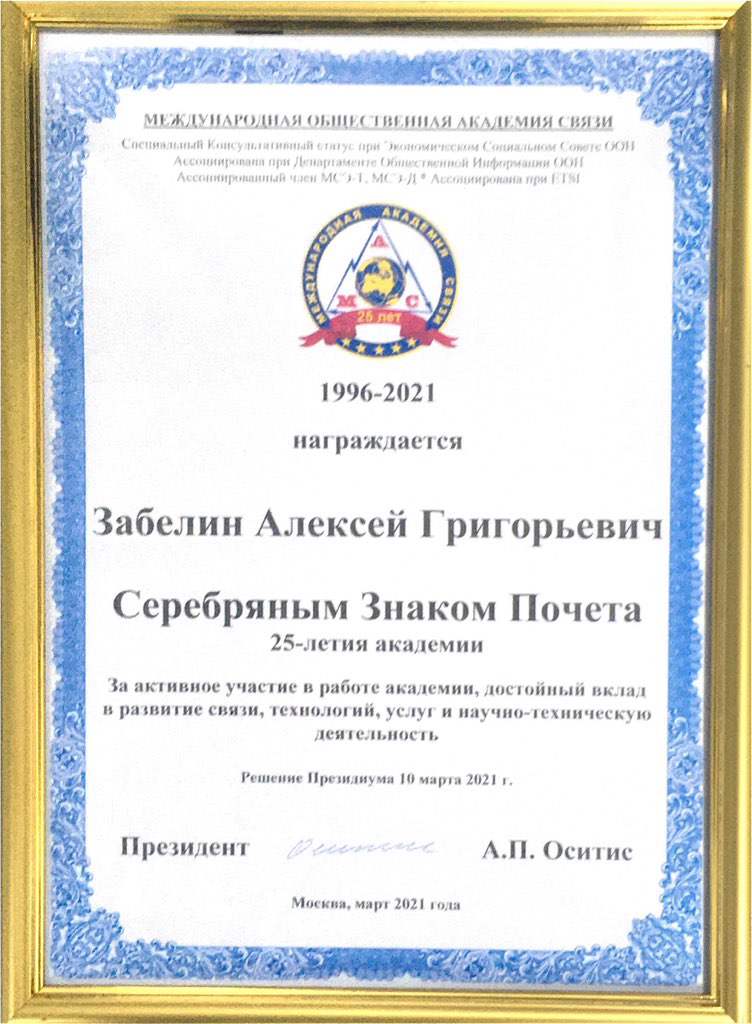 МЕЖДУНАРОДНАЯ ОБЩЕСТВЕННАЯ АКАДЕМИЯ СВЯЗИ
Специальный Консультативный статус при Экономическом Социальном Совете ООН
Ассоциирована при Департаменте Общественной Информации ООН
Ассоциированный член МСЭ-Т, МСЭ-Д * Ассоциирована при ETSI
МЕЖДУНАРОДНАЯ АКАДЕМИЯ СВЯЗИ
А
М С
25 лет
1996-2021
награждается
Забелин Алексей Григорьевич
Серебряным Знаком Почета
25-летия академии
За активное участие в работе академии, достойный вклад
в развитие связи, технологий, услуг и научно-техническую
деятельность
Решение Президиума 10 марта 2021 г.
Президент А.П. Оситис
Москва, март 2021 года